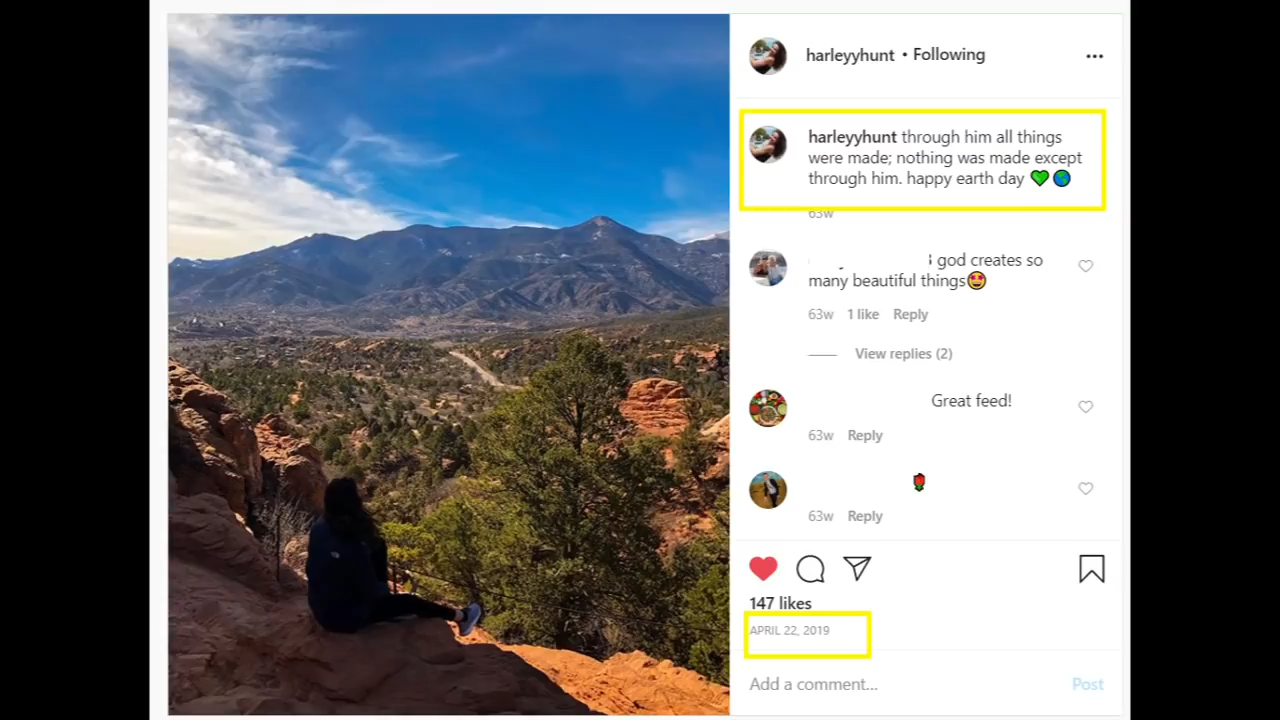 harleyyhunt • Following
harleyyhunt through him all things
were made; nothing was made except
through him. happy earth day 💚🌎
63w
god creates so
many beautiful things🤩
63w 1 like Reply
View replies (2)
Great feed!
63w Reply
🌹
63w Reply
147 likes
APRIL 22, 2019
Add a comment... Post